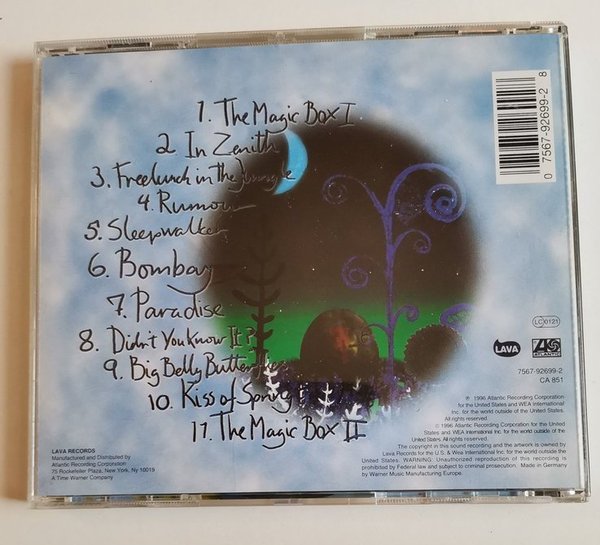 1. The Magic Box I
2. In Zenith
3. Freelunch in the Jungle
4. Rumour
5. Sleepwalker
6. Bombay
7. Paradise
8. Didn't You Know It?
9. Big Belly Butterflies
10. Kiss of Spring
11. The Magic Box II
0 7567-92699-2 8
LC 0121
LAVA
ATLANTIC
7567-92699-2
CA 851
℗ 1996 Atlantic Recording Corporation
for the United States and WEA International
Inc. for the world outside of the United States.
All rights reserved.
© 1996 Atlantic Recording Corporation for the United
States and WEA International Inc. for the world outside of the
United States. All rights reserved.
The copyright in this sound recording and the artwork is owned by
Lava Records for the U.S. & Wea International Inc. for the world outside the
United States. WARNING: Unauthorized reproduction of this recording is
prohibited by Federal law and subject to criminal prosecution. Made in Germany
by Warner Music Manufacturing Europe.
LAVA RECORDS
Manufactured and Distributed by
Atlantic Recording Corporation
75 Rockefeller Plaza, New York, Ny 10019
A Time Warner Company